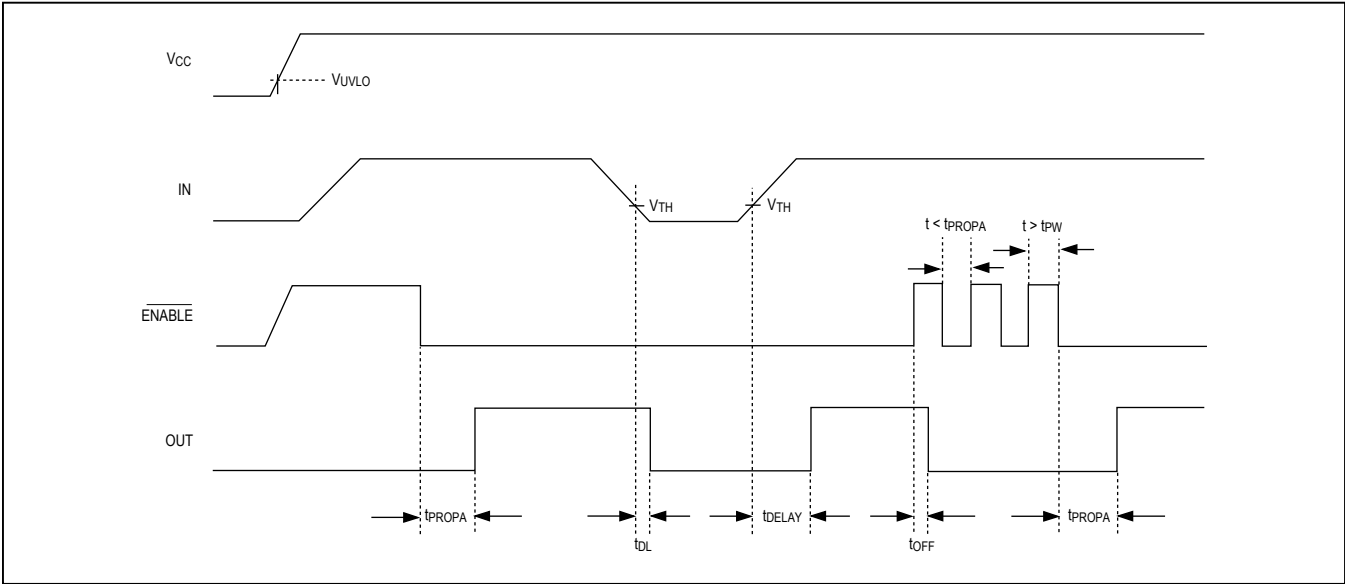 VCC
VUVLO
IN
VTH
VTH
t < tPROPA
t > tPW
ENABLE
OUT
tPROPA
tDL
tDELAY
tOFF
tPROPA